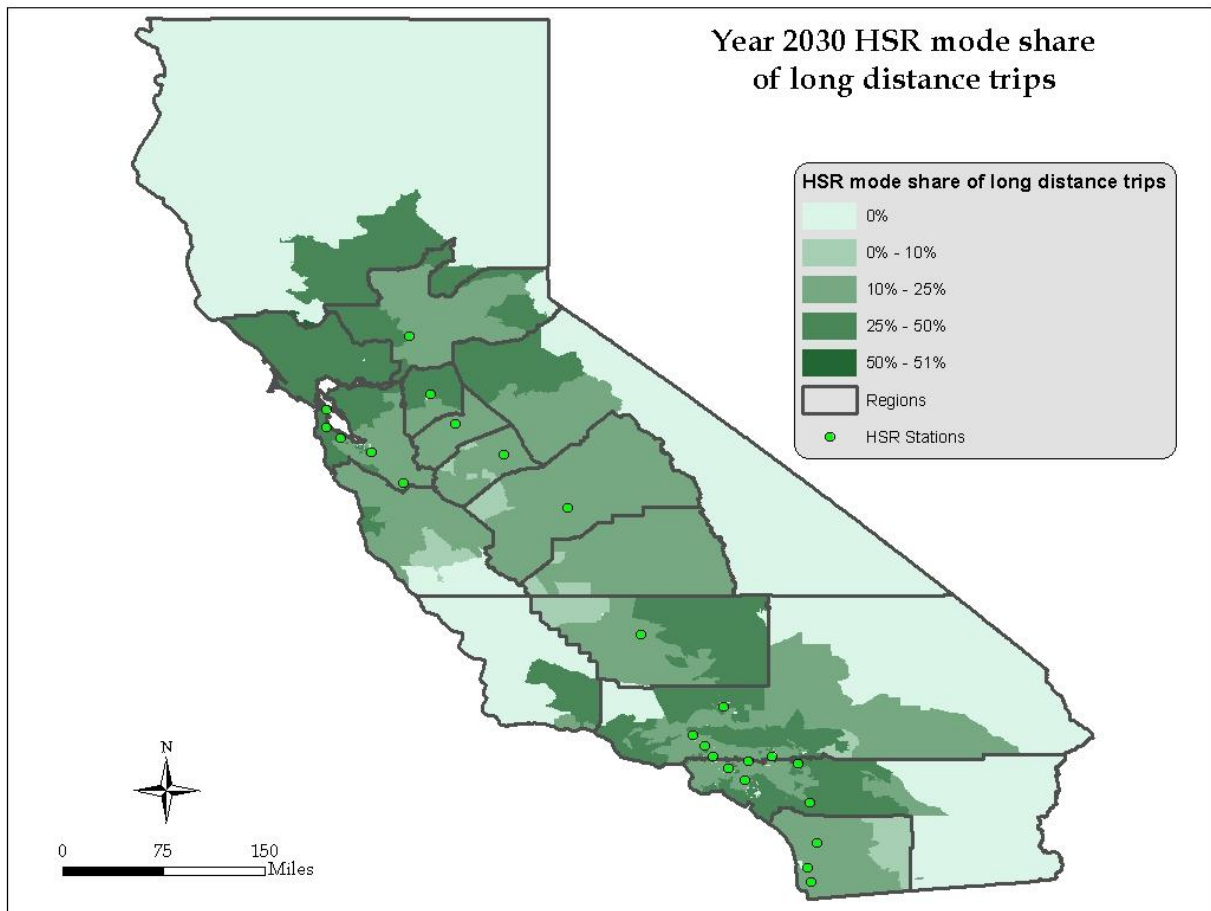 Year 2030 HSR mode share
of long distance trips
HSR mode share of long distance trips
0%
0% - 10%
10% - 25%
25% - 50%
50% - 51%
Regions
HSR Stations
N
0 75 150
Miles